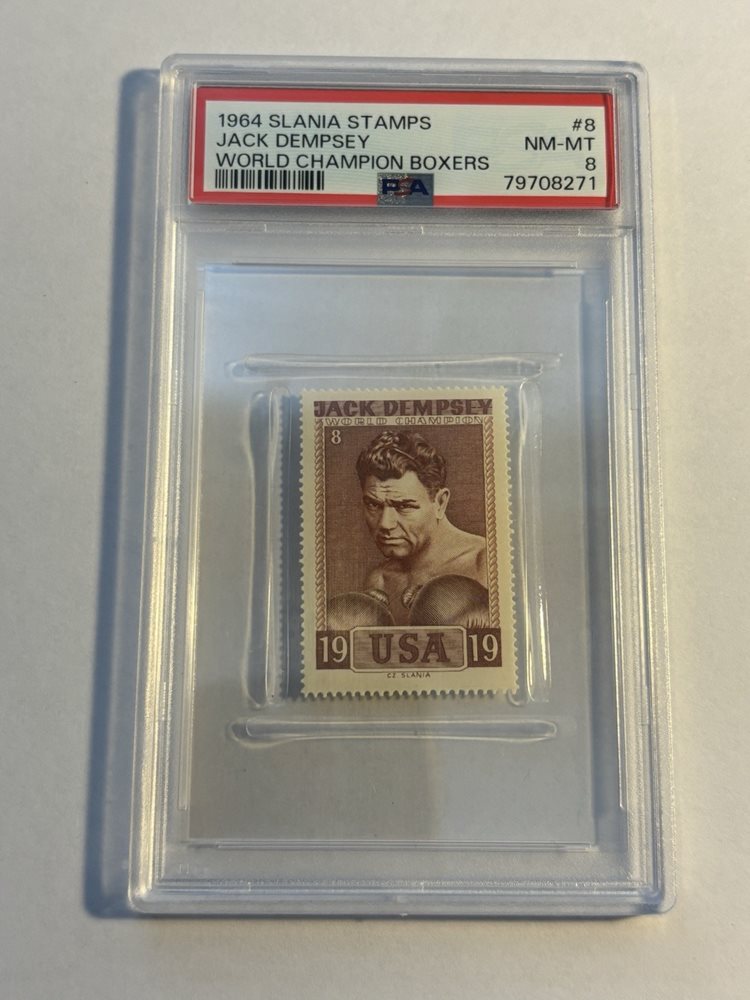 1964 SLANIA STAMPS #8
JACK DEMPSEY NM-MT
WORLD CHAMPION BOXERS 8
PSA 79708271
JACK DEMPSEY
WORLD CHAMPION
8
19 USA 19
CZ. SLANIA